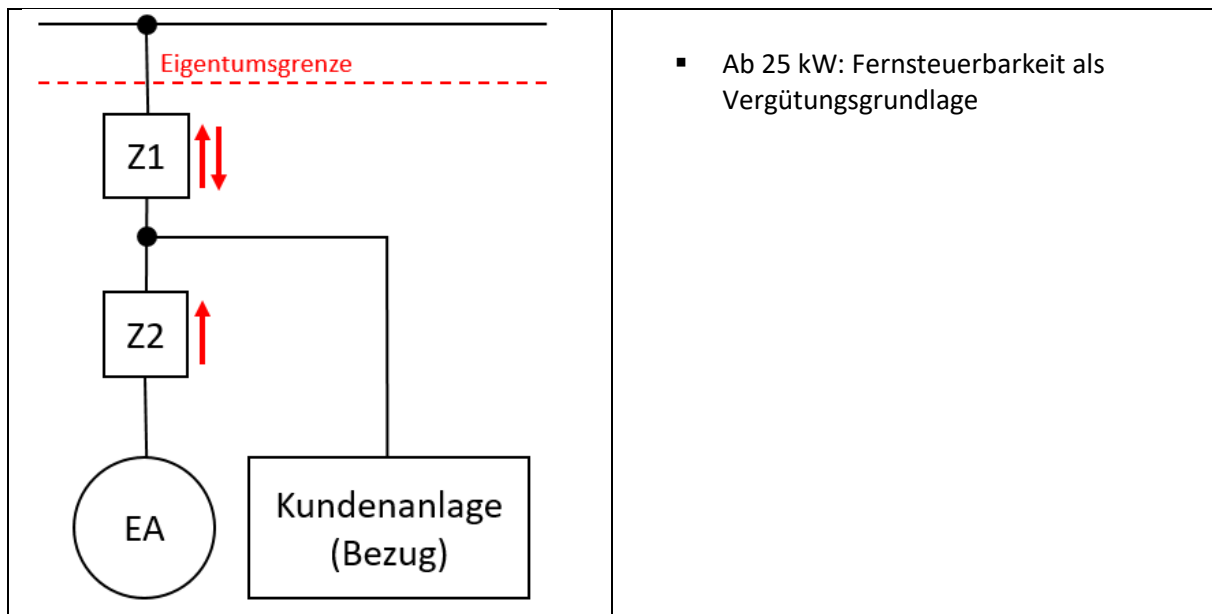 Eigentumsgrenze
Z1
Z2
EA
Kundenanlage
(Bezug)
▪ Ab 25 kW: Fernsteuerbarkeit als
Vergütungsgrundlage